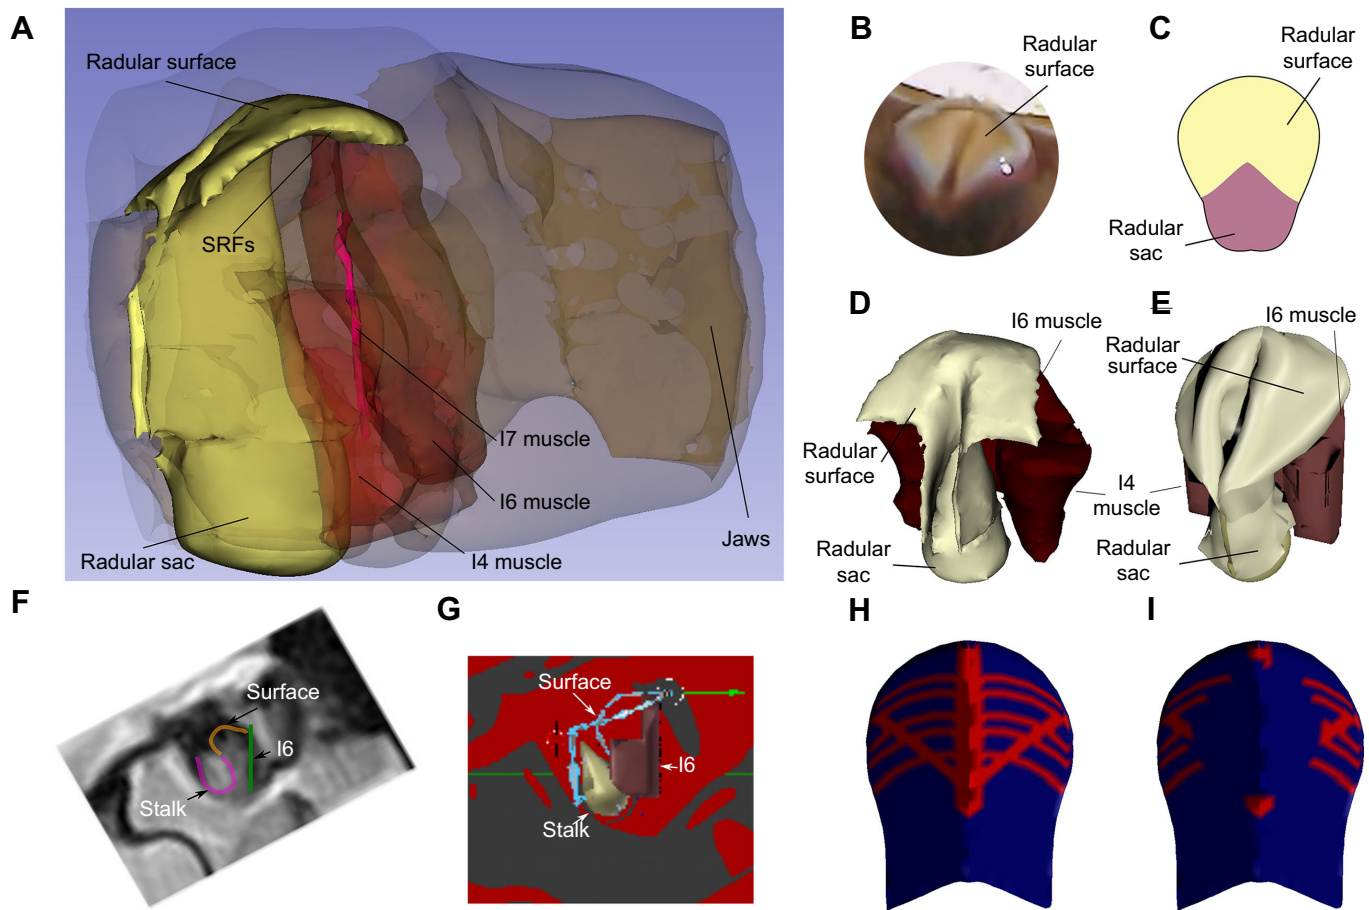 A
Radular surface
SRFs
I7 muscle
I6 muscle
I4 muscle
Radular sac
Jaws
B
Radular
surface
C
Radular
surface
Radular
sac
D
I6 muscle
Radular
surface
I4
muscle
Radular
sac
E
I6 muscle
Radular
surface
Radular
sac
F
Surface
I6
Stalk
G
Surface
I6
Stalk
H
I